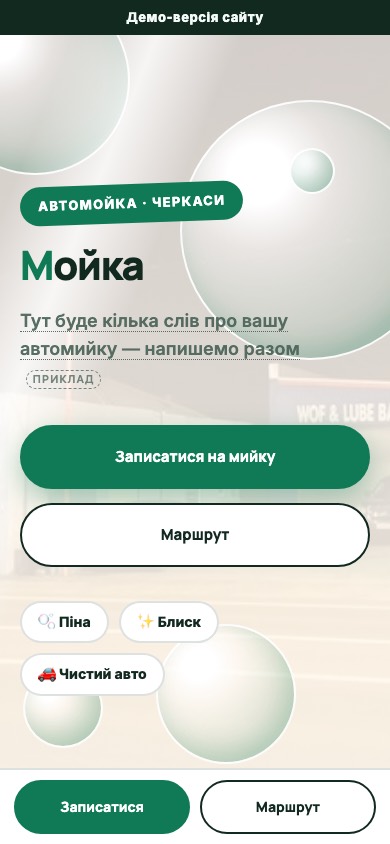 Демо-версія сайту
АВТОМОЙКА · ЧЕРКАСИ
Мойка
Тут буде кілька слів про вашу
автомийку — напишемо разом
ПРИКЛАД
WOF & LUBE BA
Записатися на мийку
Маршрут
🫧 Піна
✨ Блиск
🚗 Чистий авто
Записатися
Маршрут